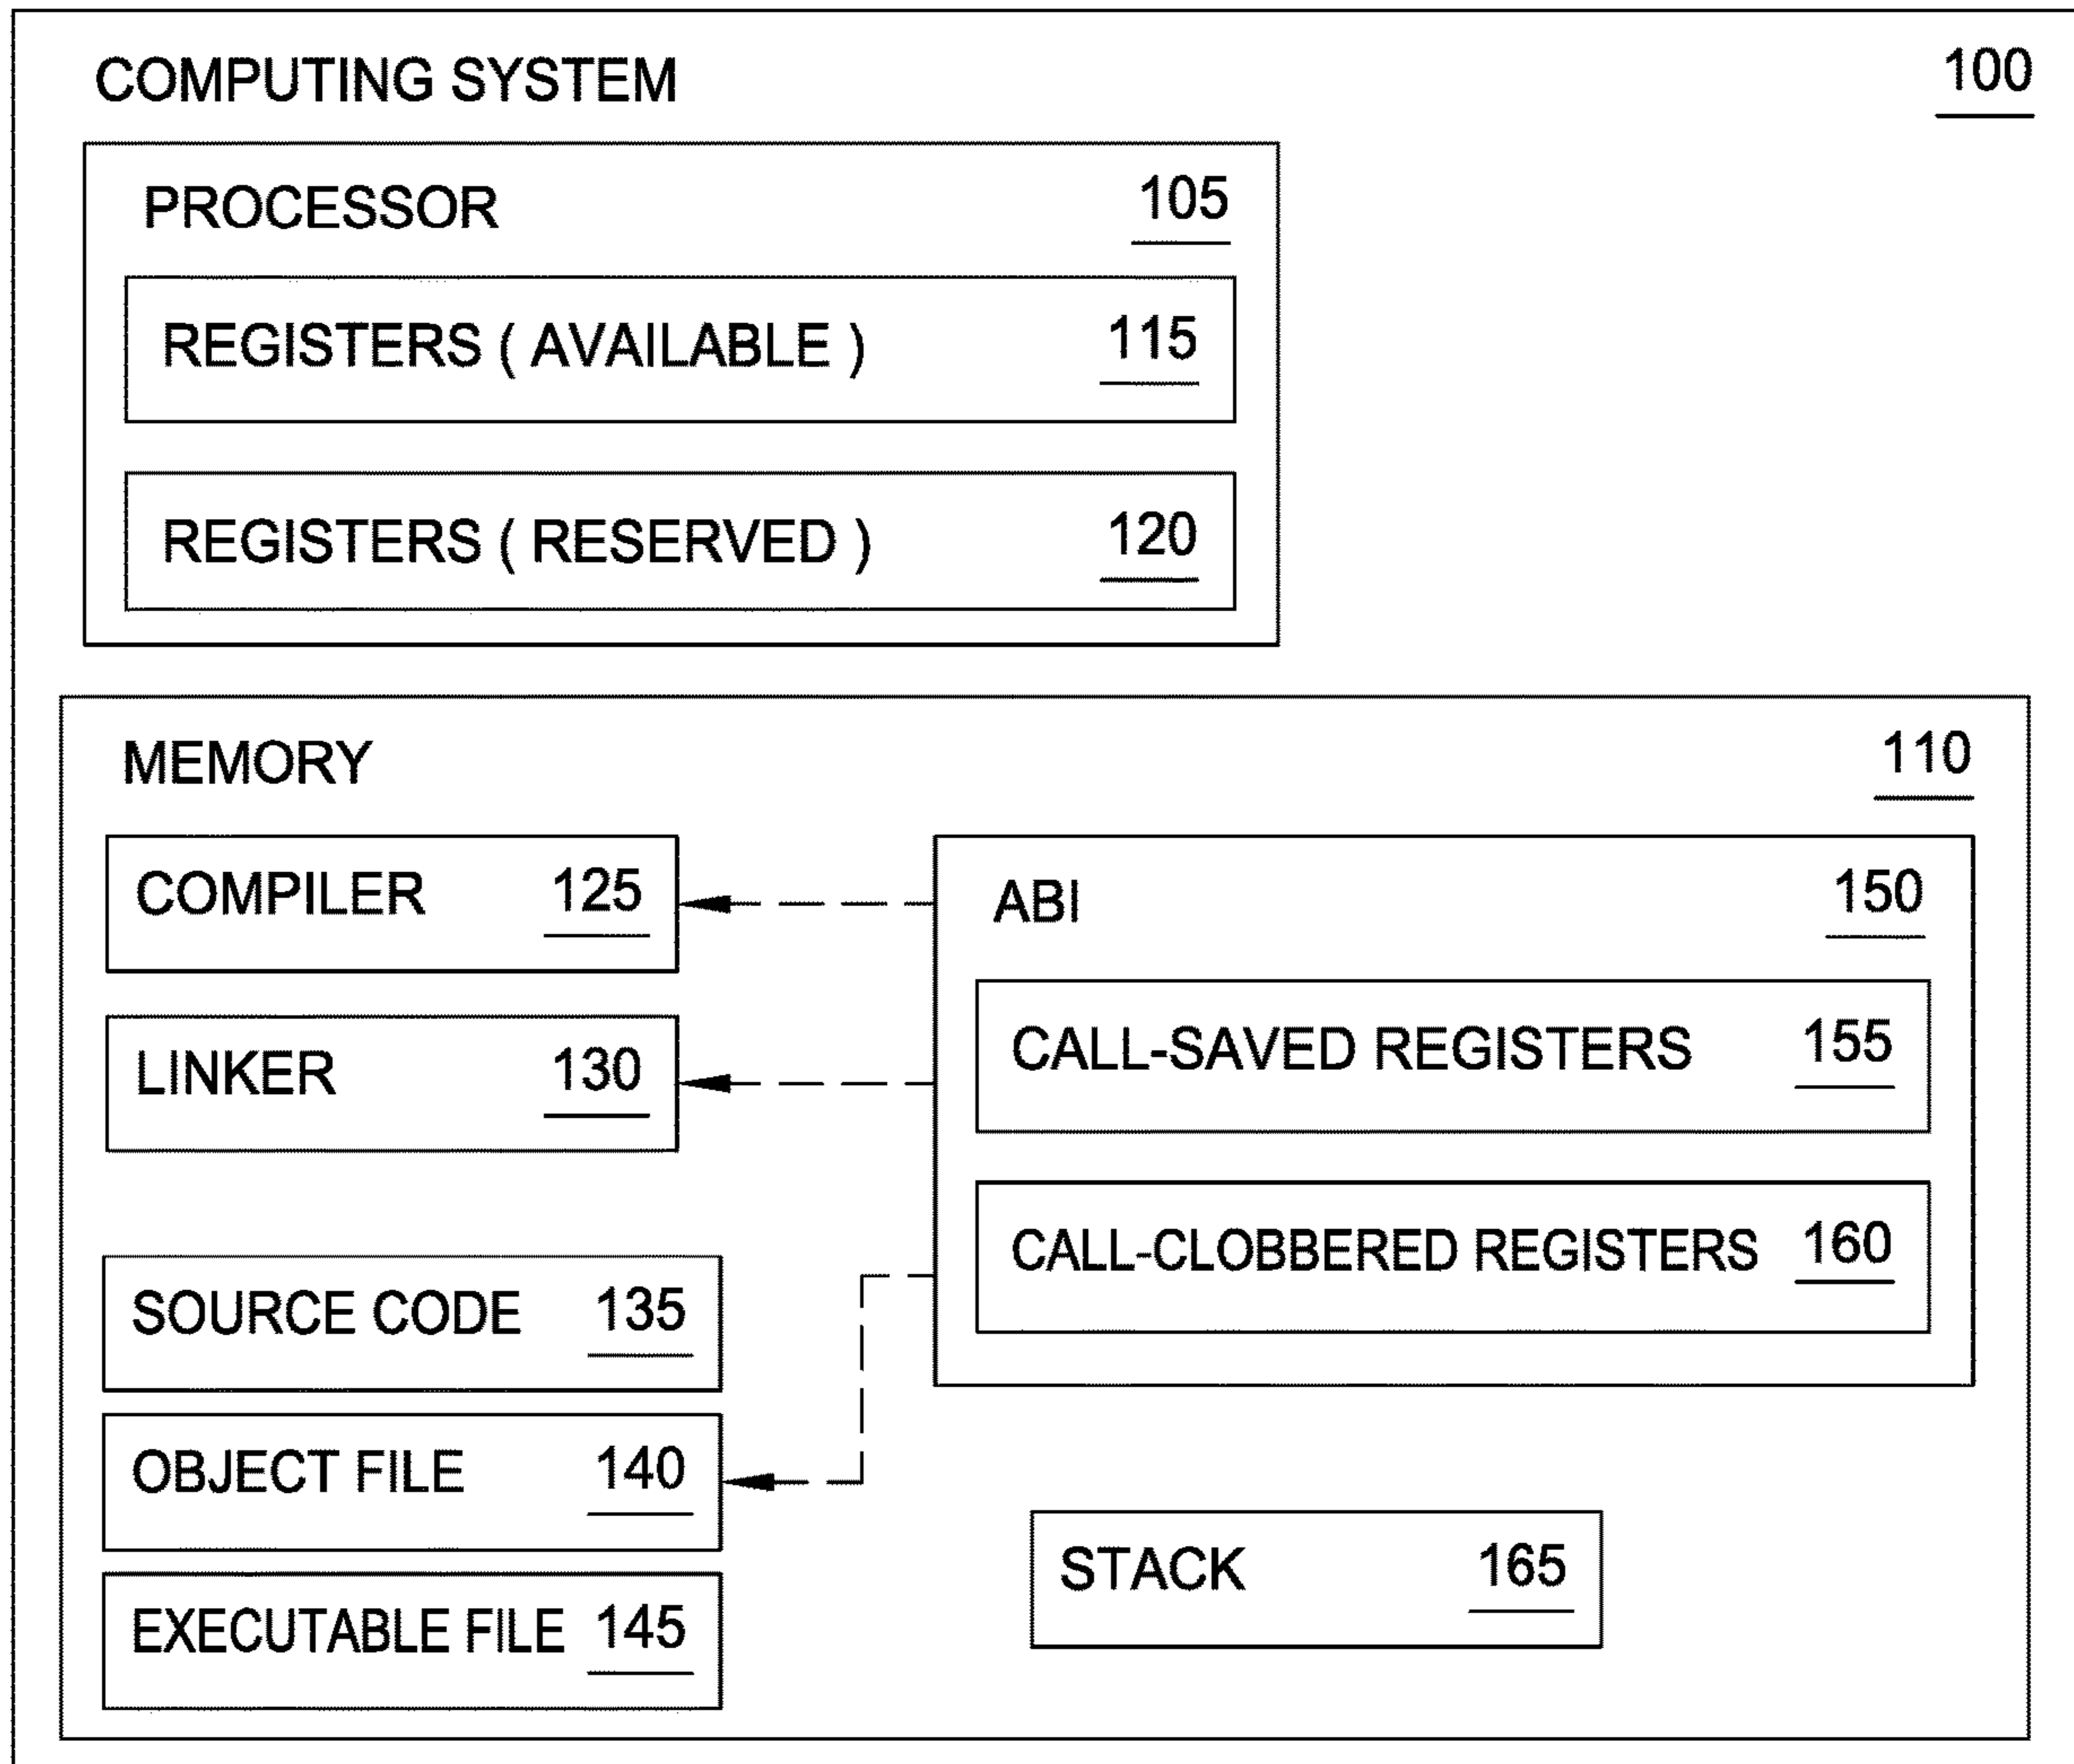 COMPUTING SYSTEM 100
PROCESSOR 105
REGISTERS ( AVAILABLE ) 115
REGISTERS ( RESERVED ) 120
MEMORY 110
COMPILER 125
LINKER 130
SOURCE CODE 135
OBJECT FILE 140
EXECUTABLE FILE 145
ABI 150
CALL-SAVED REGISTERS 155
CALL-CLOBBERED REGISTERS 160
STACK 165